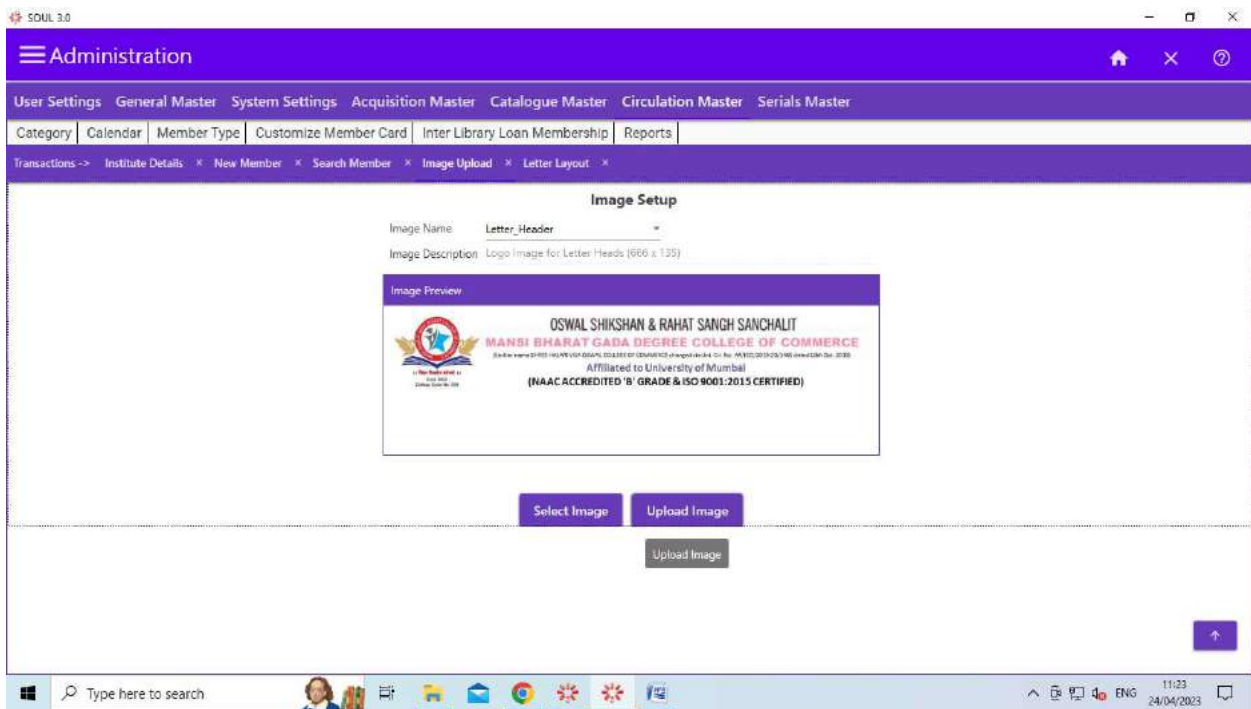 SOUL 3.0
Administration
User Settings General Master System Settings Acquisition Master Catalogue Master Circulation Master Serials Master
Category Calendar Member Type Customize Member Card Inter Library Loan Membership Reports
Transactions -> Institute Details × New Member × Search Member × Image Upload × Letter Layout ×
Image Setup
Image Name Letter_Header
Image Description Logo Image for Letter Heads (666 x 135)
Image Preview
OSWAL SHIKSHAN & RAHAT SANGH SANCHALIT
MANSI BHARAT GADA DEGREE COLLEGE OF COMMERCE
Affiliated to University of Mumbai
(NAAC ACCREDITED 'B' GRADE & ISO 9001:2015 CERTIFIED)
Select Image Upload Image
Upload Image
Type here to search
ENG
11:23
24/04/2023